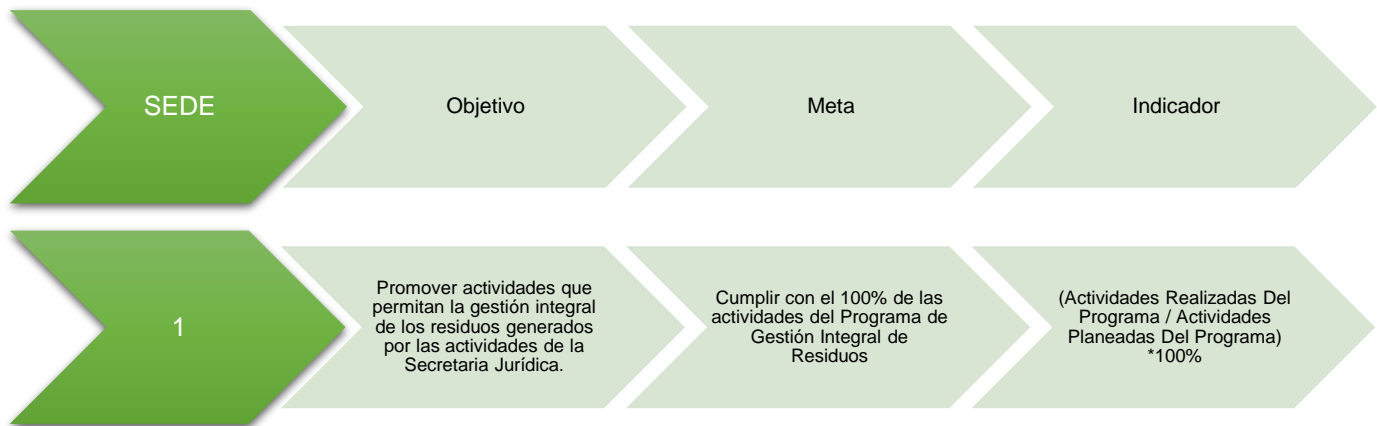 SEDE
Objetivo
Meta
Indicador
1
Promover actividades que
permitan la gestión integral
de los residuos generados
por las actividades de la
Secretaria Jurídica.
Cumplir con el 100% de las
actividades del Programa de
Gestión Integral de
Residuos
(Actividades Realizadas Del
Programa / Actividades
Planeadas Del Programa)
*100%